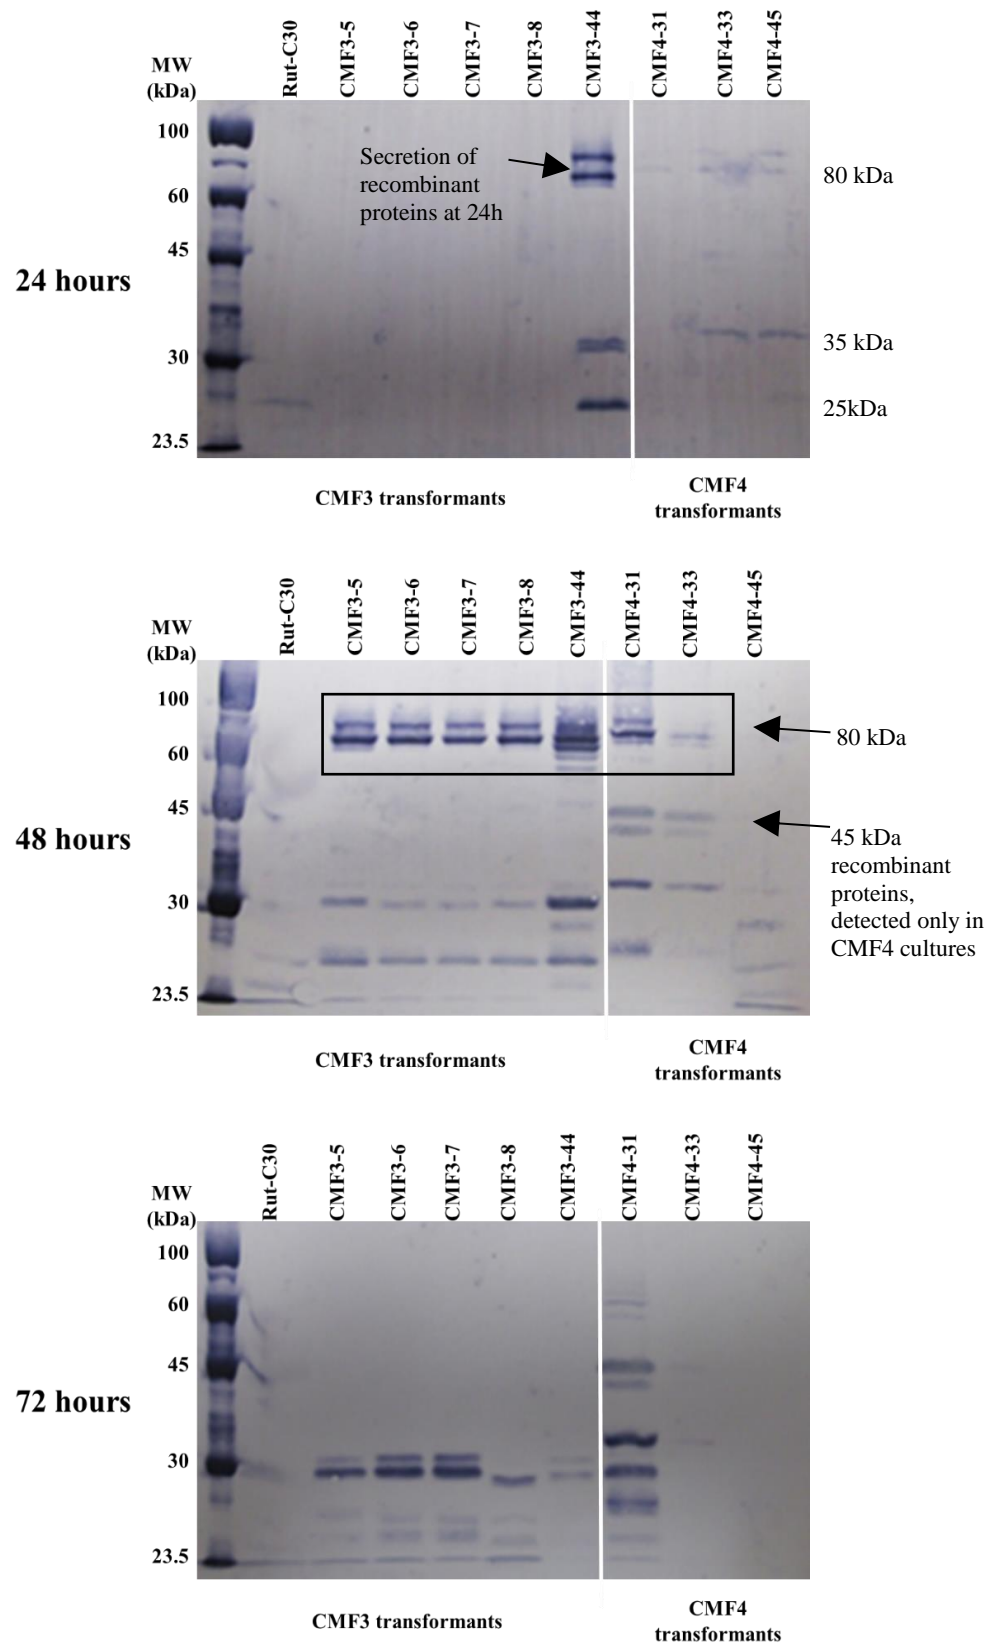 Rut-C30
CMF3-5
CMF3-6
CMF3-7
CMF3-8
CMF3-44
CMF4-31
CMF4-33
CMF4-45
MW
(kDa)
100
60
45
30
23.5
24 hours
Secretion of
recombinant
proteins at 24h
80 kDa
35 kDa
25kDa
CMF3 transformants
CMF4
transformants
Rut-C30
CMF3-5
CMF3-6
CMF3-7
CMF3-8
CMF3-44
CMF4-31
CMF4-33
CMF4-45
MW
(kDa)
100
60
45
30
23.5
48 hours
80 kDa
45 kDa
recombinant
proteins,
detected only in
CMF4 cultures
CMF3 transformants
CMF4
transformants
Rut-C30
CMF3-5
CMF3-6
CMF3-7
CMF3-8
CMF3-44
CMF4-31
CMF4-33
CMF4-45
MW
(kDa)
100
60
45
30
23.5
72 hours
CMF3 transformants
CMF4
transformants